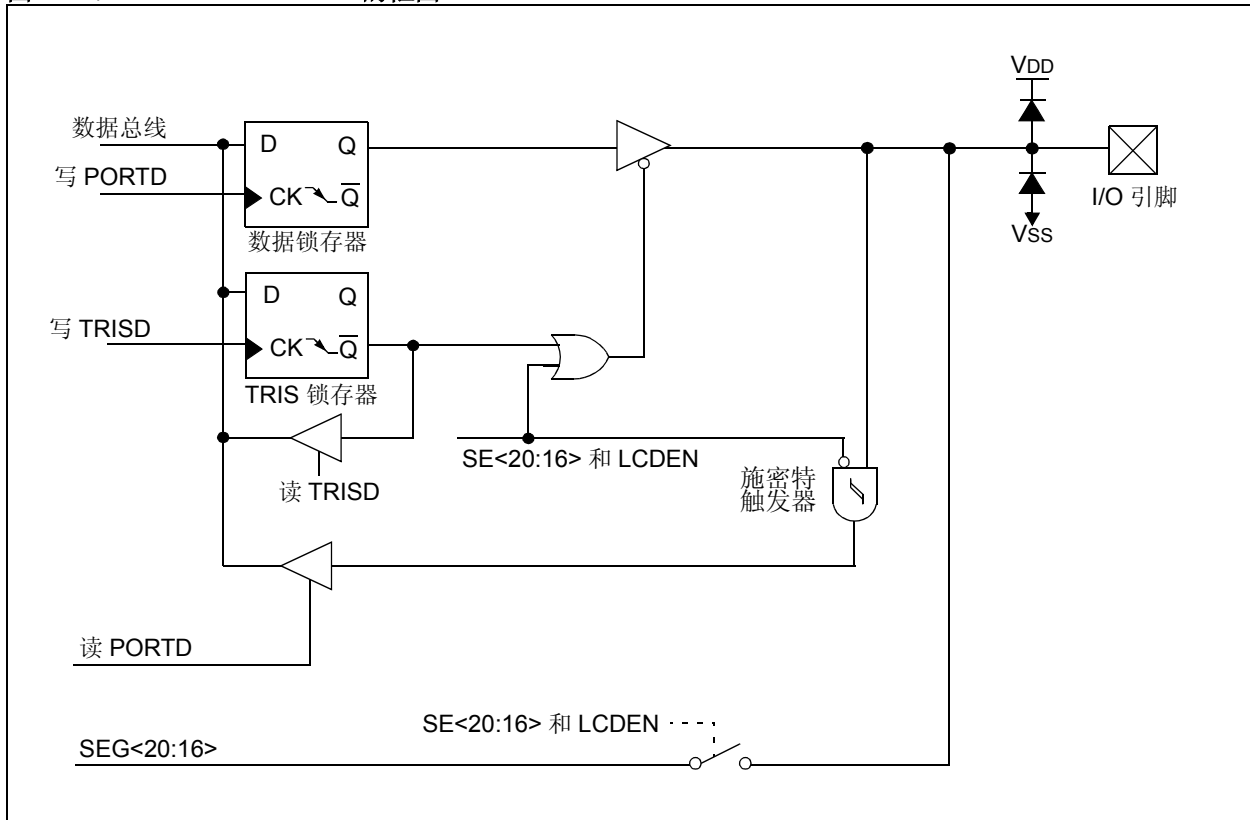 VDD
数据总线
D Q
写 PORTD
CK Q
I/O 引脚
数据锁存器
VSS
D Q
写 TRISD
CK Q
TRIS 锁存器
SE<20:16> 和 LCDEN
读 TRISD
施密特
触发器
读 PORTD
SE<20:16> 和 LCDEN
SEG<20:16>